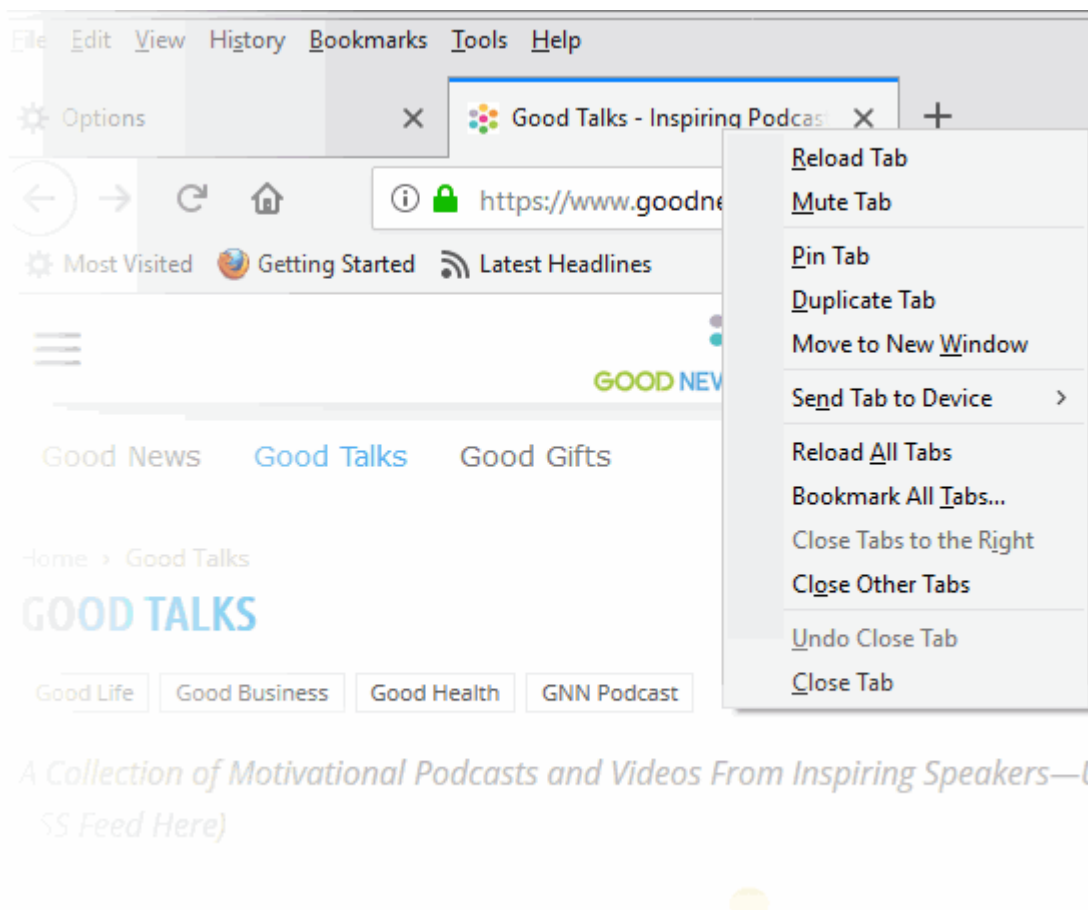 File Edit View History Bookmarks Tools Help
Options
Good Talks - Inspiring Podcas
https://www.goodne
Most Visited Getting Started Latest Headlines
GOOD NEW
Good News Good Talks Good Gifts
Home › Good Talks
GOOD TALKS
Good Life Good Business Good Health GNN Podcast
A Collection of Motivational Podcasts and Videos From Inspiring Speakers—U
SS Feed Here)
Reload Tab
Mute Tab
Pin Tab
Duplicate Tab
Move to New Window
Send Tab to Device
Reload All Tabs
Bookmark All Tabs...
Close Tabs to the Right
Close Other Tabs
Undo Close Tab
Close Tab